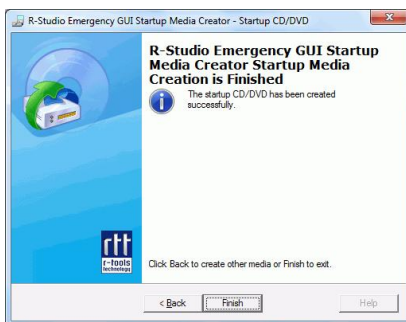 R-Studio Emergency GUI Startup Media Creator - Startup CD/DVD
R-Studio Emergency GUI Startup
Media Creator Startup Media
Creation is Finished
The startup CD/DVD has been created
successfully.
rtt
r-tools
technology
Click Back to create other media or Finish to exit.
< Back
Finish
Help